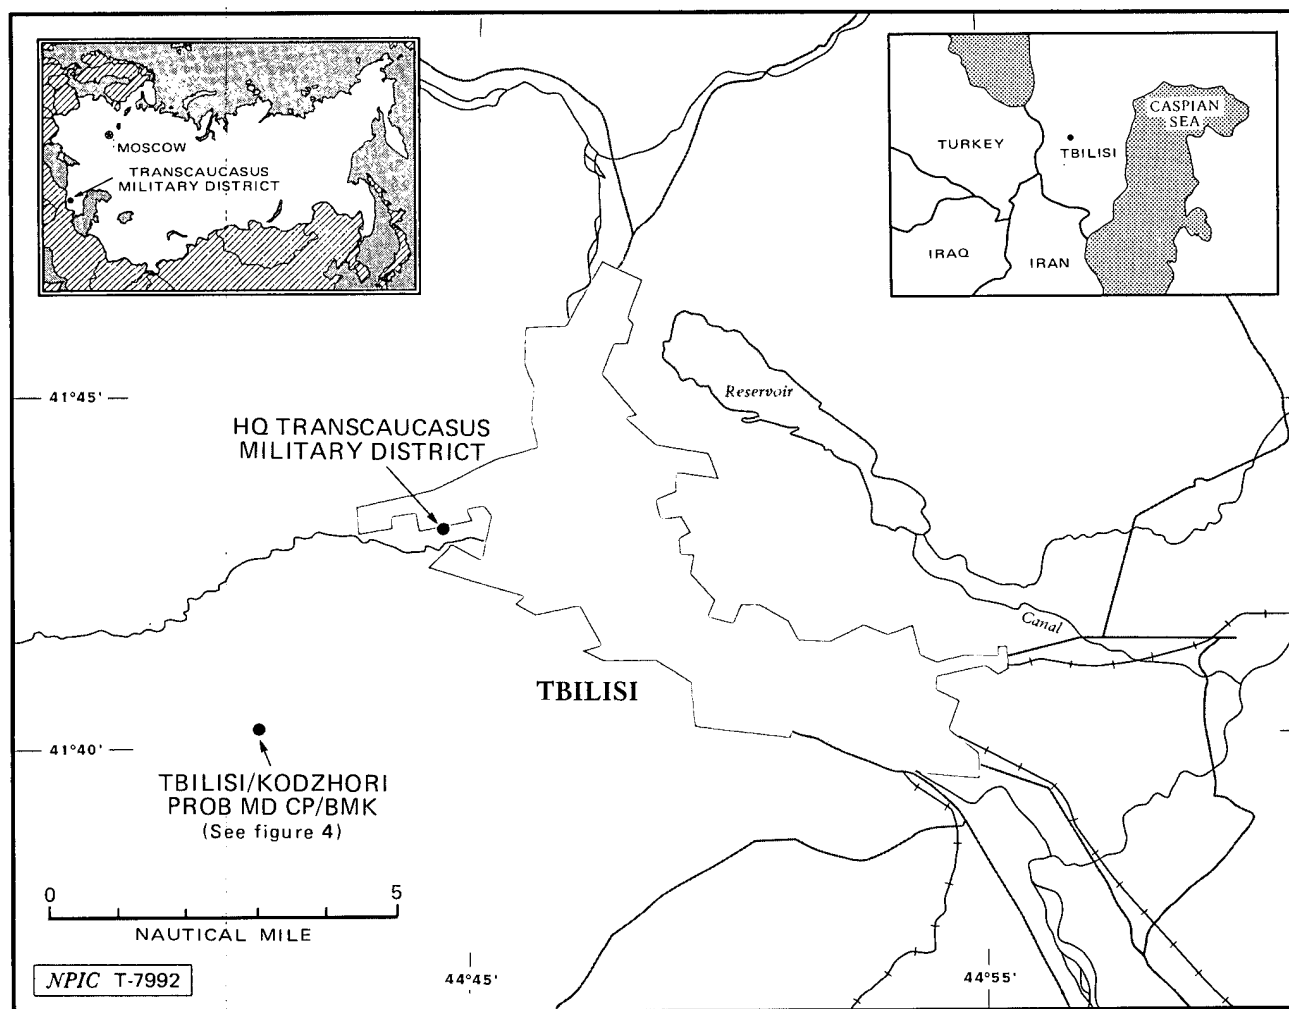 MOSCOW
TRANSCAUCASUS
MILITARY DISTRICT
CASPIAN
SEA
TURKEY
TBILISI
IRAQ
IRAN
41°45'
Reservoir
HQ TRANSCAUCASUS
MILITARY DISTRICT
Canal
TBILISI
41°40'
TBILISI/KODZHORI
PROB MD CP/BMK
(See figure 4)
0 5
NAUTICAL MILE
NPIC T-7992
44°45'
44°55'